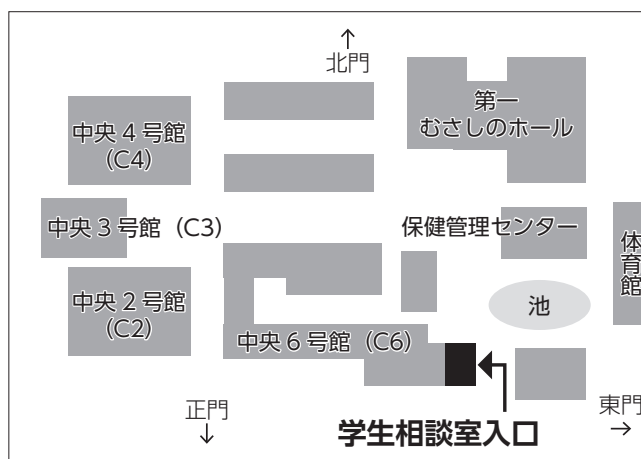 ↑
北門
第一
むさしのホール
中央４号館
(C4)
中央３号館（C3）
保健管理センター
体育館
中央２号館
(C2)
池
中央６号館（C6）
正門
↓
学生相談室入口
東門
→